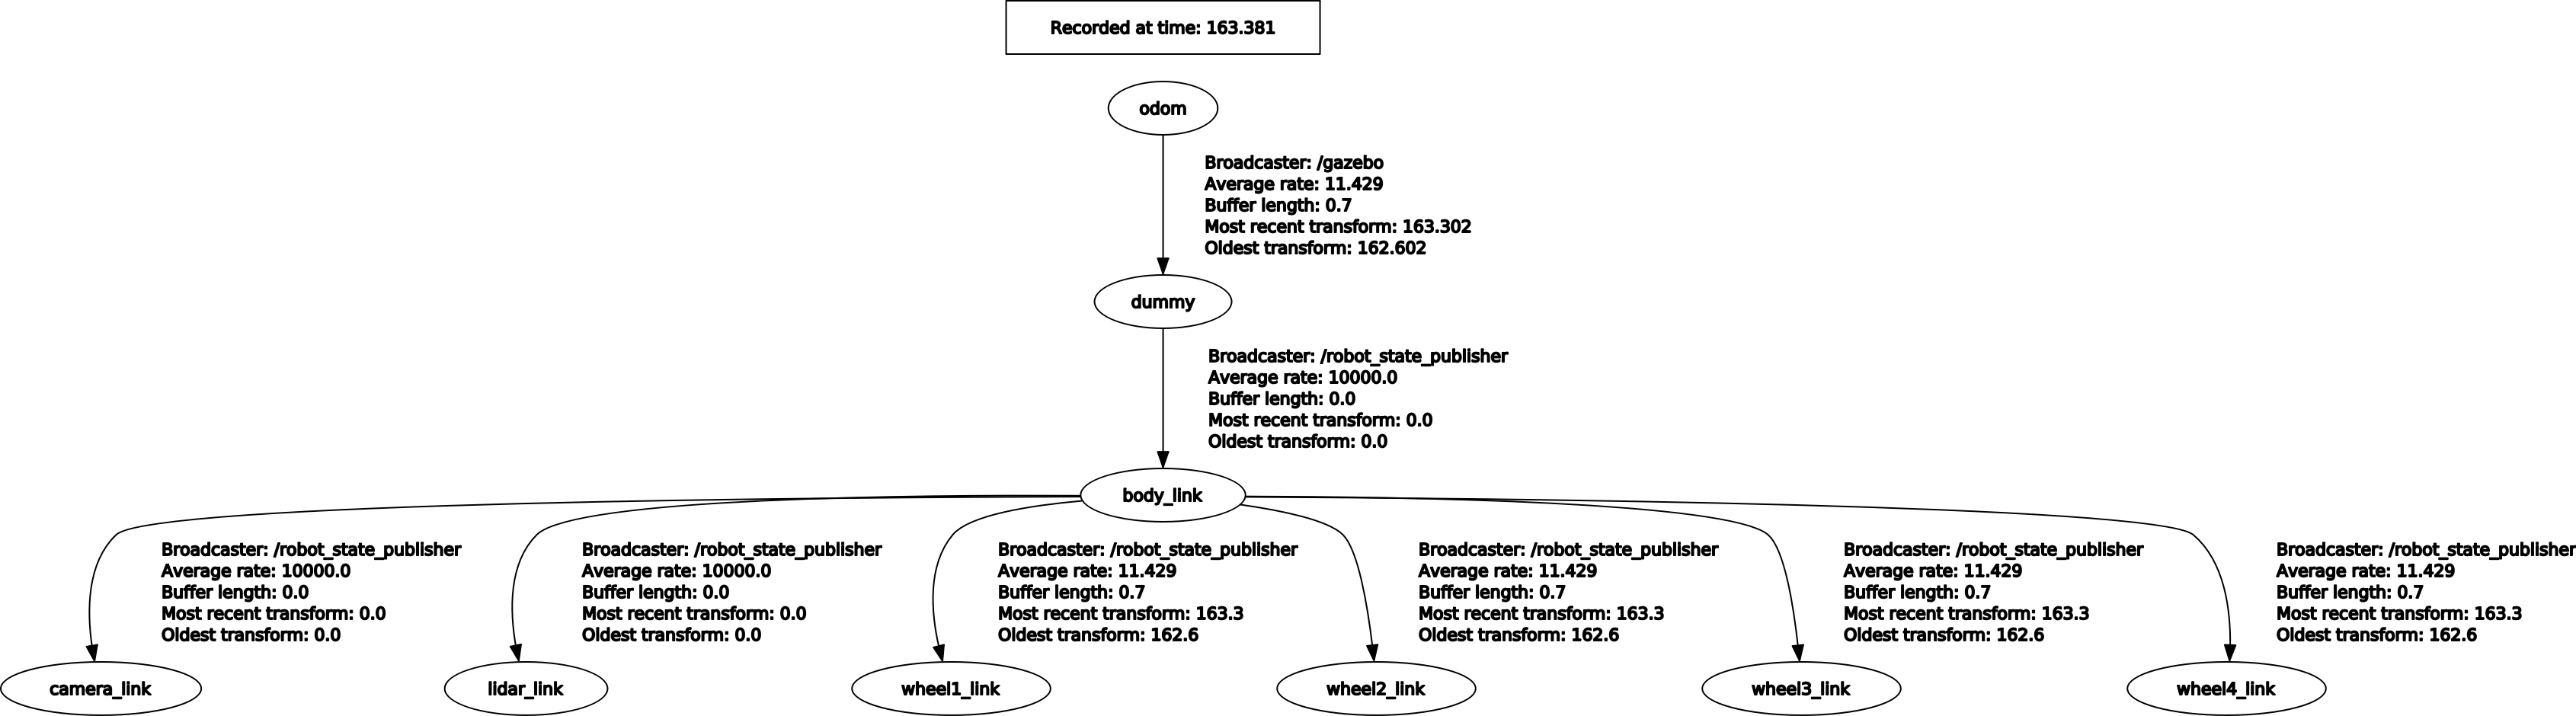 Recorded at time: 163.381
odom
Broadcaster: /gazebo
Average rate: 11.429
Buffer length: 0.7
Most recent transform: 163.302
Oldest transform: 162.602
dummy
Broadcaster: /robot_state_publisher
Average rate: 10000.0
Buffer length: 0.0
Most recent transform: 0.0
Oldest transform: 0.0
body_link
Broadcaster: /robot_state_publisher
Average rate: 10000.0
Buffer length: 0.0
Most recent transform: 0.0
Oldest transform: 0.0
Broadcaster: /robot_state_publisher
Average rate: 10000.0
Buffer length: 0.0
Most recent transform: 0.0
Oldest transform: 0.0
Broadcaster: /robot_state_publisher
Average rate: 11.429
Buffer length: 0.7
Most recent transform: 163.3
Oldest transform: 162.6
Broadcaster: /robot_state_publisher
Average rate: 11.429
Buffer length: 0.7
Most recent transform: 163.3
Oldest transform: 162.6
Broadcaster: /robot_state_publisher
Average rate: 11.429
Buffer length: 0.7
Most recent transform: 163.3
Oldest transform: 162.6
Broadcaster: /robot_state_publisher
Average rate: 11.429
Buffer length: 0.7
Most recent transform: 163.3
Oldest transform: 162.6
camera_link
lidar_link
wheel1_link
wheel2_link
wheel3_link
wheel4_link